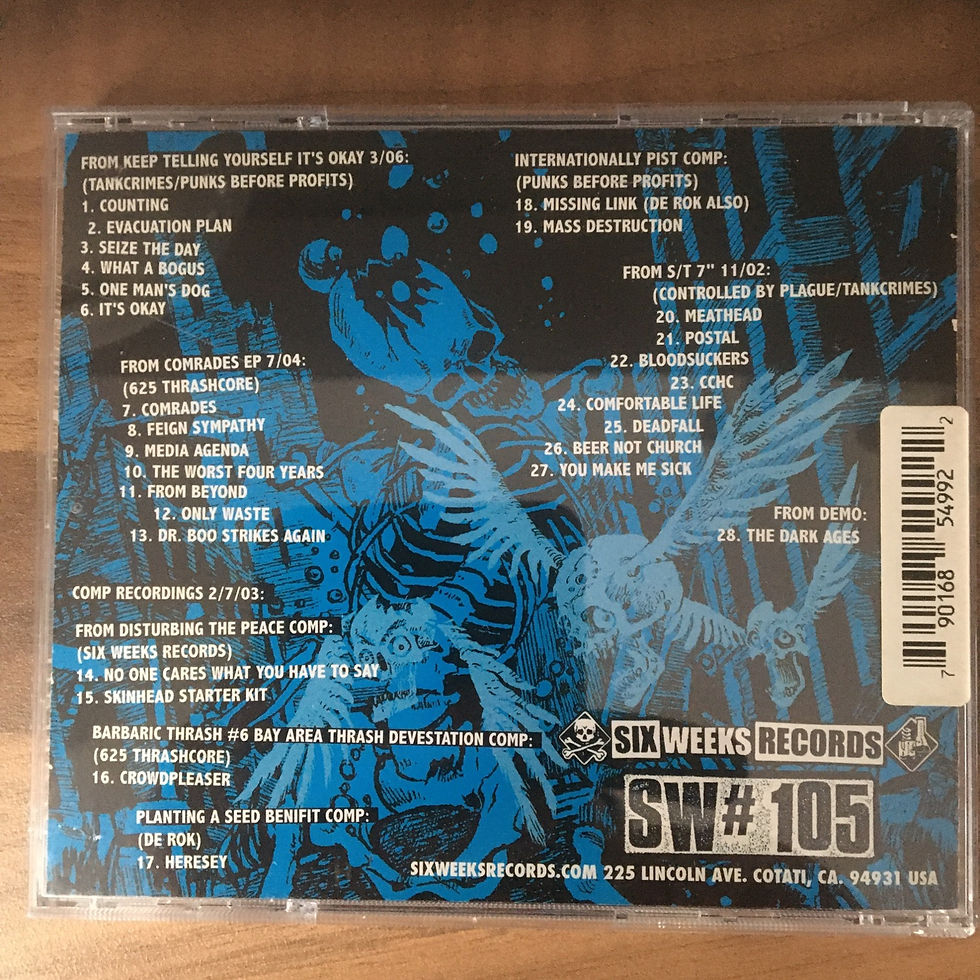 FROM KEEP TELLING YOURSELF IT'S OKAY 3/06:
(TANKCRIMES/PUNKS BEFORE PROFITS)
1. COUNTING
2. EVACUATION PLAN
3. SEIZE THE DAY
4. WHAT A BOGUS
5. ONE MAN'S DOG
6. IT'S OKAY
FROM COMRADES EP 7/04:
(625 THRASHCORE)
7. COMRADES
8. FEIGN SYMPATHY
9. MEDIA AGENDA
10. THE WORST FOUR YEARS
11. FROM BEYOND
12. ONLY WASTE
13. DR. BOO STRIKES AGAIN
COMP RECORDINGS 2/7/03:
FROM DISTURBING THE PEACE COMP:
(SIX WEEKS RECORDS)
14. NO ONE CARES WHAT YOU HAVE TO SAY
15. SKINHEAD STARTER KIT
BARBARIC THRASH #6 BAY AREA THRASH DEVESTATION COMP:
(625 THRASHCORE)
16. CROWDPLEASER
PLANTING A SEED BENIFIT COMP:
(DE ROK)
17. HERESEY
INTERNATIONALLY PIST COMP:
(PUNKS BEFORE PROFITS)
18. MISSING LINK (DE ROK ALSO)
19. MASS DESTRUCTION
FROM S/T 7" 11/02:
(CONTROLLED BY PLAGUE/TANKCRIMES)
20. MEATHEAD
21. POSTAL
22. BLOODSUCKERS
23. CCHC
24. COMFORTABLE LIFE
25. DEADFALL
26. BEER NOT CHURCH
27. YOU MAKE ME SICK
FROM DEMO:
28. THE DARK AGES
7 90168 54992 2
SIX WEEKS RECORDS
SW# 105
SIXWEEKSRECORDS.COM 225 LINCOLN AVE. COTATI, CA. 94931 USA